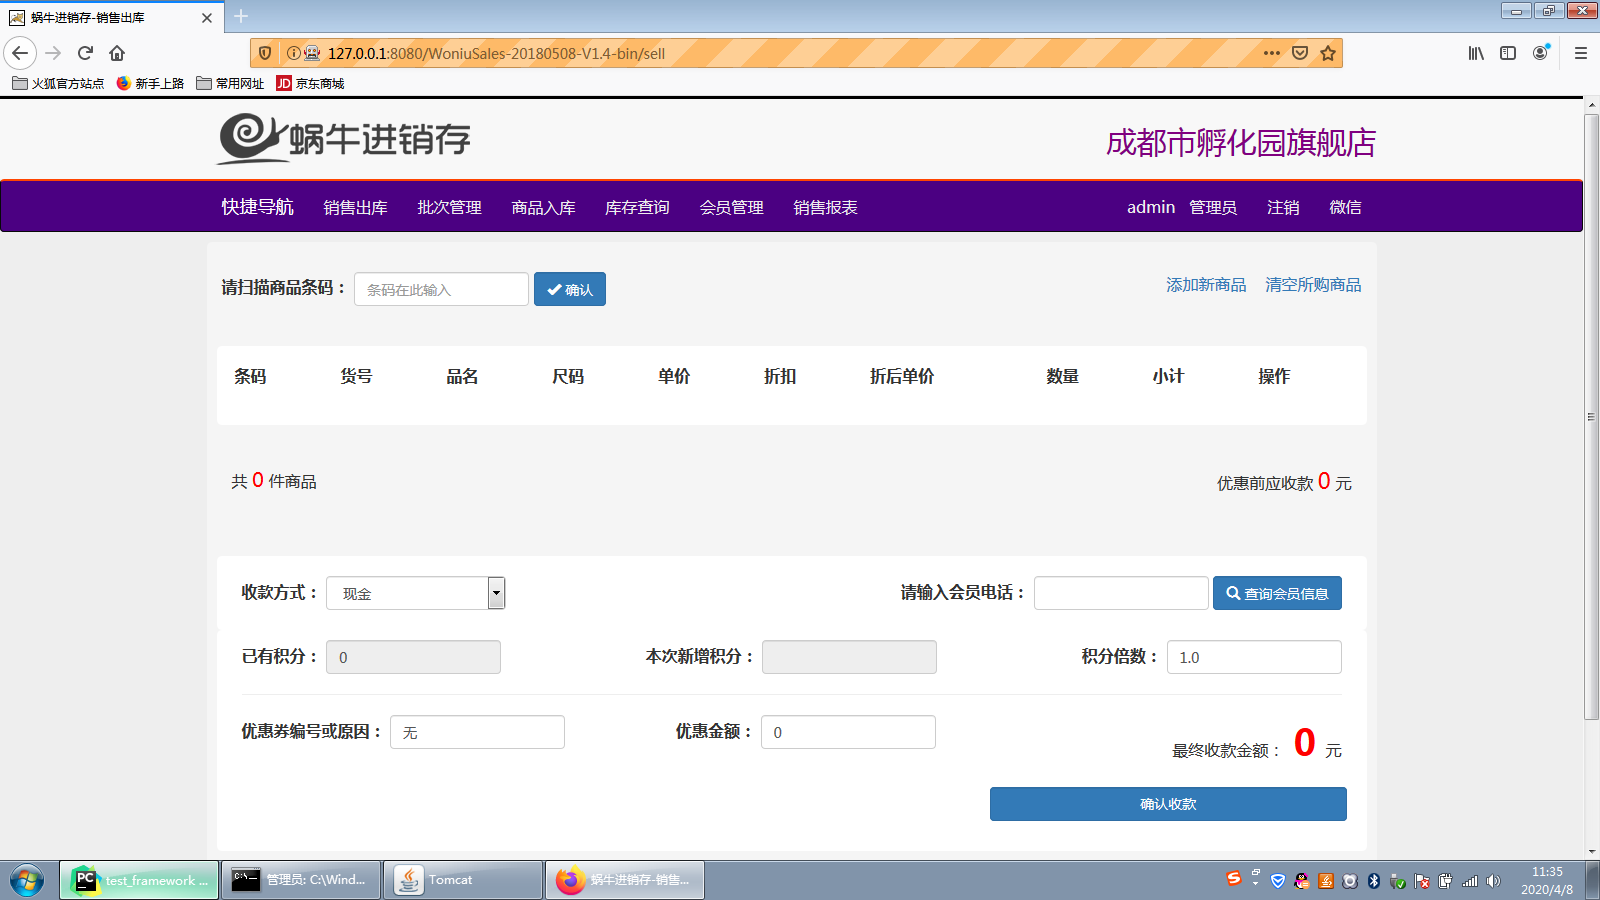 蜗牛进销存-销售出库
127.0.0.1:8080/WoniuSales-20180508-V1.4-bin/sell
火狐官方站点 新手上路 常用网址 JD 京东商城
蜗牛进销存
成都市孵化园旗舰店
快捷导航 销售出库 批次管理 商品入库 库存查询 会员管理 销售报表 admin 管理员 注销 微信
请扫描商品条码： 条码在此输入 确认 添加新商品 清空所购商品
条码 货号 品名 尺码 单价 折扣 折后单价 数量 小计 操作
共 0 件商品 优惠前应收款 0 元
收款方式： 现金 请输入会员电话： 查询会员信息
已有积分： 0 本次新增积分： 积分倍数： 1.0
优惠券编号或原因： 无 优惠金额： 0 最终收款金额： 0 元
确认收款
PC test_framework ... C:\- 管理员: C:\Wind... Tomcat 蜗牛进销存-销售... 11:35
2020/4/8